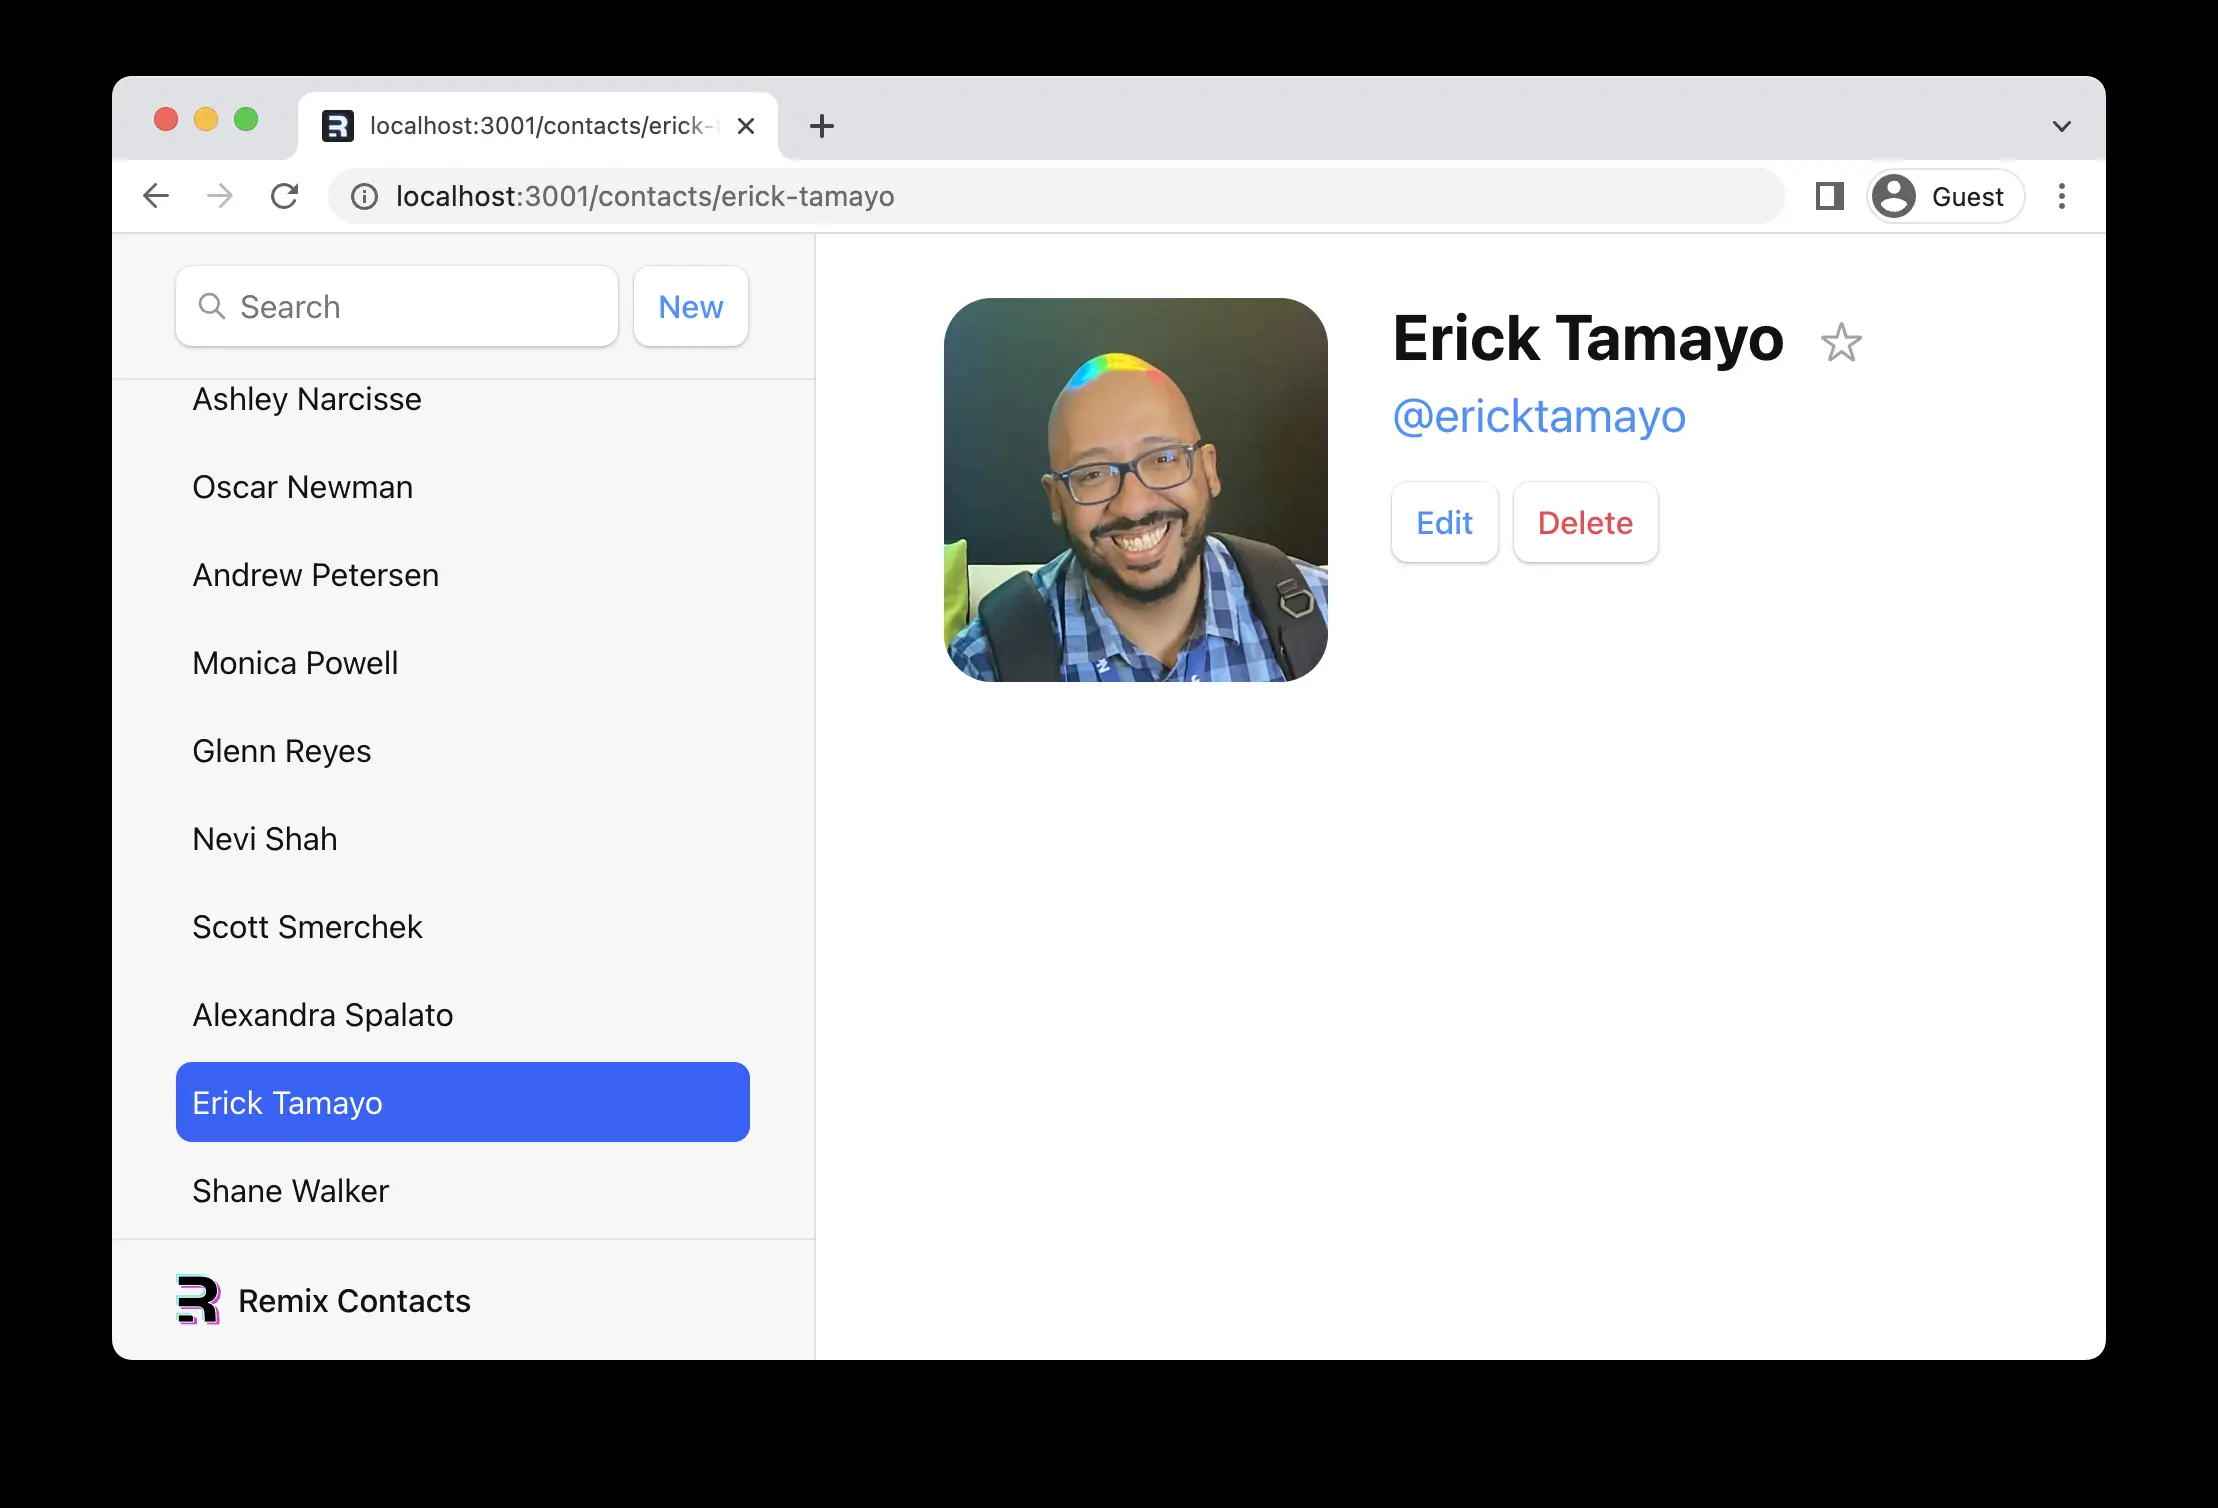 localhost:3001/contacts/erick-
localhost:3001/contacts/erick-tamayo
Guest
Search
New
Ashley Narcisse
Oscar Newman
Andrew Petersen
Monica Powell
Glenn Reyes
Nevi Shah
Scott Smerchek
Alexandra Spalato
Erick Tamayo
Shane Walker
Remix Contacts
Erick Tamayo
@ericktamayo
Edit
Delete